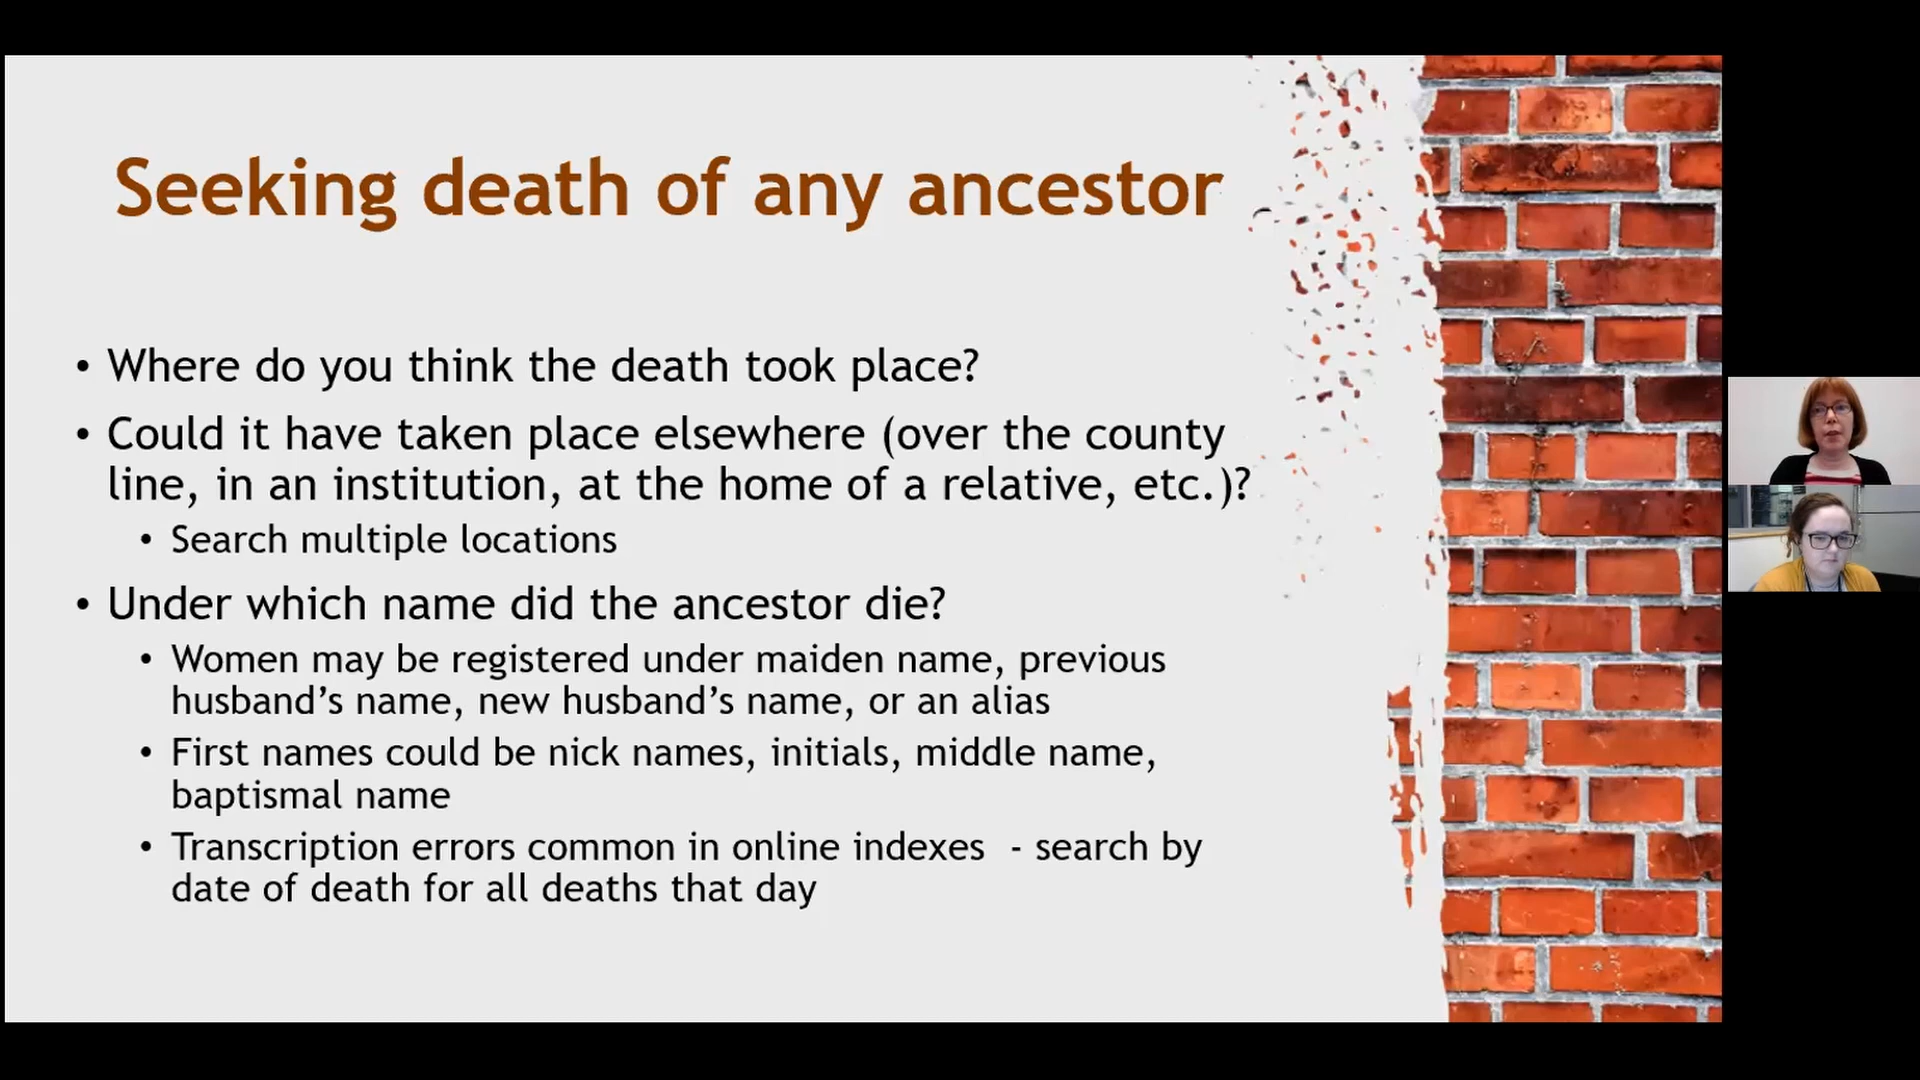 Seeking death of any ancestor
• Where do you think the death took place?
• Could it have taken place elsewhere (over the county
line, in an institution, at the home of a relative, etc.)?
• Search multiple locations
• Under which name did the ancestor die?
• Women may be registered under maiden name, previous
husband’s name, new husband’s name, or an alias
• First names could be nick names, initials, middle name,
baptismal name
• Transcription errors common in online indexes  - search by
date of death for all deaths that day